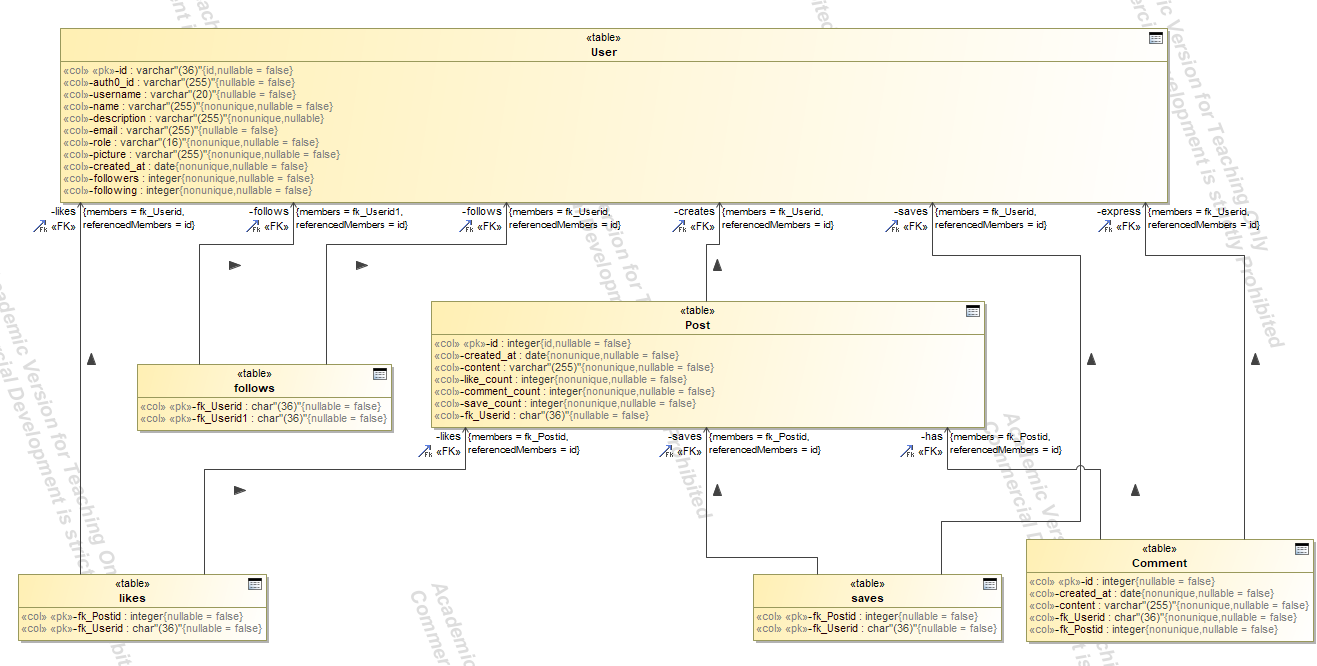 «table»
User
«col» «pk»-id : varchar"(36)"{id,nullable = false}
«col»-auth0_id : varchar"(255)"{nullable = false}
«col»-username : varchar"(20)"{nullable = false}
«col»-name : varchar"(255)"{nonunique,nullable = false}
«col»-description : varchar"(255)"{nonunique,nullable}
«col»-email : varchar"(255)"{nullable = false}
«col»-role : varchar"(16)"{nonunique,nullable = false}
«col»-picture : varchar"(255)"{nonunique,nullable = false}
«col»-created_at : date{nonunique,nullable = false}
«col»-followers : integer{nonunique,nullable = false}
«col»-following : integer{nonunique,nullable = false}
-likes {members = fk_Userid,
Fk «FK» referencedMembers = id}
-follows {members = fk_Userid1,
Fk «FK» referencedMembers = id}
-follows {members = fk_Userid,
Fk «FK» referencedMembers = id}
-creates {members = fk_Userid,
Fk «FK» referencedMembers = id}
-saves {members = fk_Userid,
Fk «FK» referencedMembers = id}
-express {members = fk_Userid,
Fk «FK» referencedMembers = id}
«table»
Post
«col» «pk»-id : integer{id,nullable = false}
«col»-created_at : date{nonunique,nullable = false}
«col»-content : varchar"(255)"{nonunique,nullable = false}
«col»-like_count : integer{nonunique,nullable = false}
«col»-comment_count : integer{nonunique,nullable = false}
«col»-save_count : integer{nonunique,nullable = false}
«col»-fk_Userid : char"(36)"{nullable = false}
«table»
follows
«col» «pk»-fk_Userid : char"(36)"{nullable = false}
«col» «pk»-fk_Userid1 : char"(36)"{nullable = false}
-likes {members = fk_Postid,
Fk «FK» referencedMembers = id}
-saves {members = fk_Postid,
Fk «FK» referencedMembers = id}
-has {members = fk_Postid,
Fk «FK» referencedMembers = id}
«table»
likes
«col» «pk»-fk_Postid : integer{nullable = false}
«col» «pk»-fk_Userid : char"(36)"{nullable = false}
«table»
saves
«col» «pk»-fk_Postid : integer{nullable = false}
«col» «pk»-fk_Userid : char"(36)"{nullable = false}
«table»
Comment
«col» «pk»-id : integer{nullable = false}
«col»-created_at : date{nonunique,nullable = false}
«col»-content : varchar"(255)"{nonunique,nullable = false}
«col»-fk_Userid : char"(36)"{nonunique,nullable = false}
«col»-fk_Postid : integer{nonunique,nullable = false}